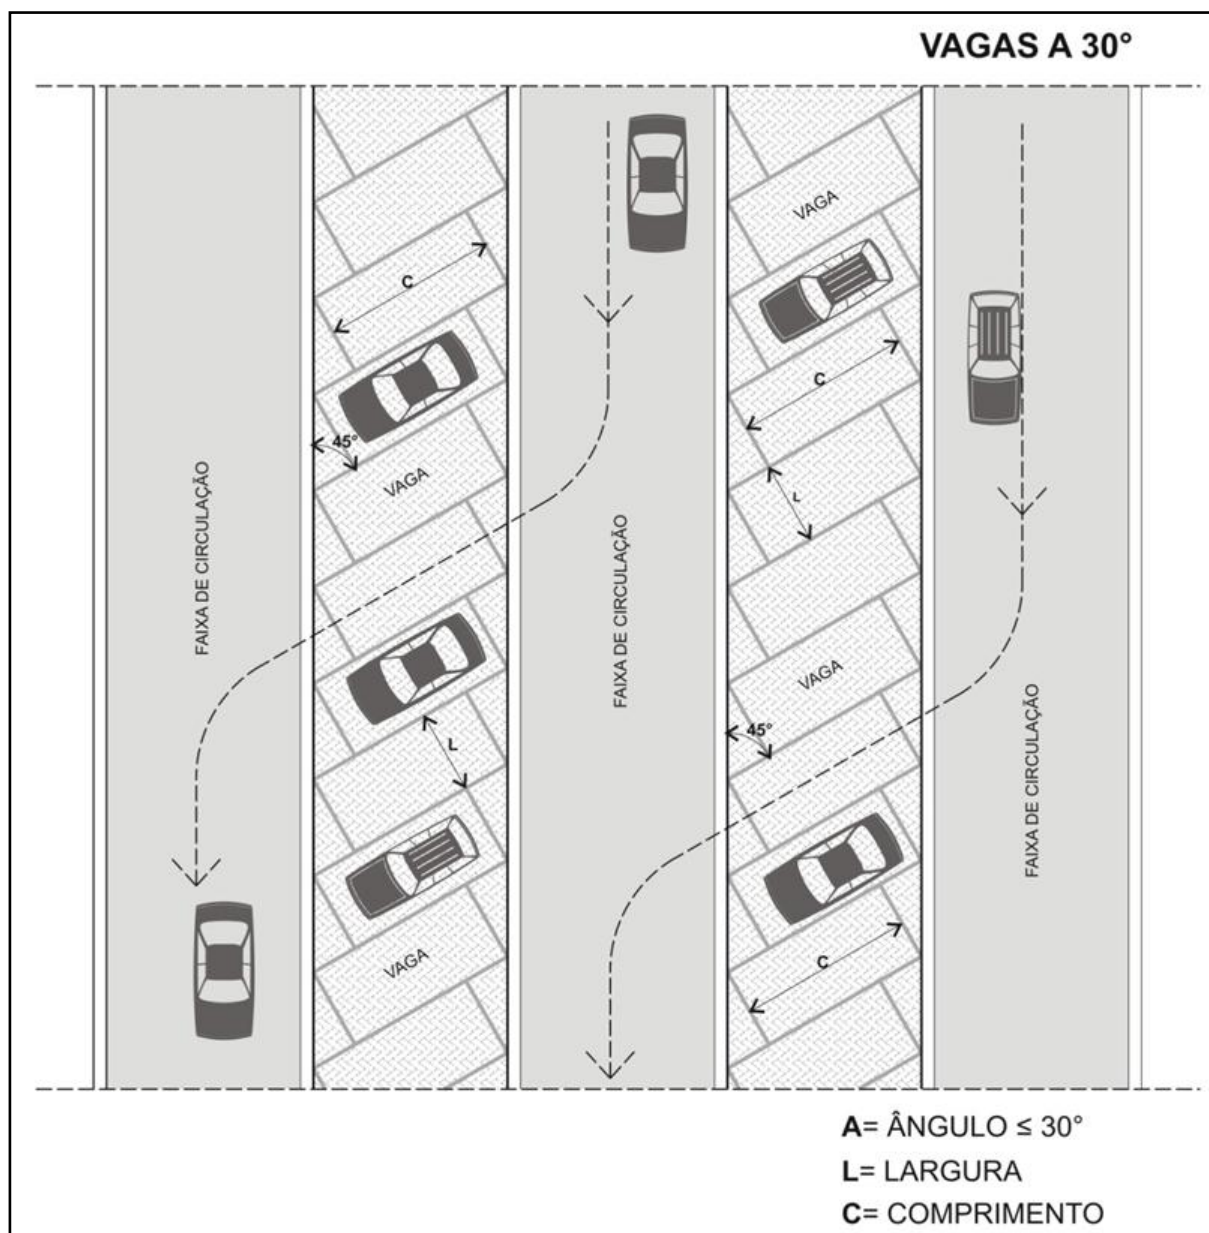 VAGAS A 30°
VAGA
C
C
45°
VAGA
L
FAIXA DE CIRCULAÇÃO
FAIXA DE CIRCULAÇÃO
VAGA
45°
L
FAIXA DE CIRCULAÇÃO
VAGA
C
A= ÂNGULO ≤ 30°
L= LARGURA
C= COMPRIMENTO